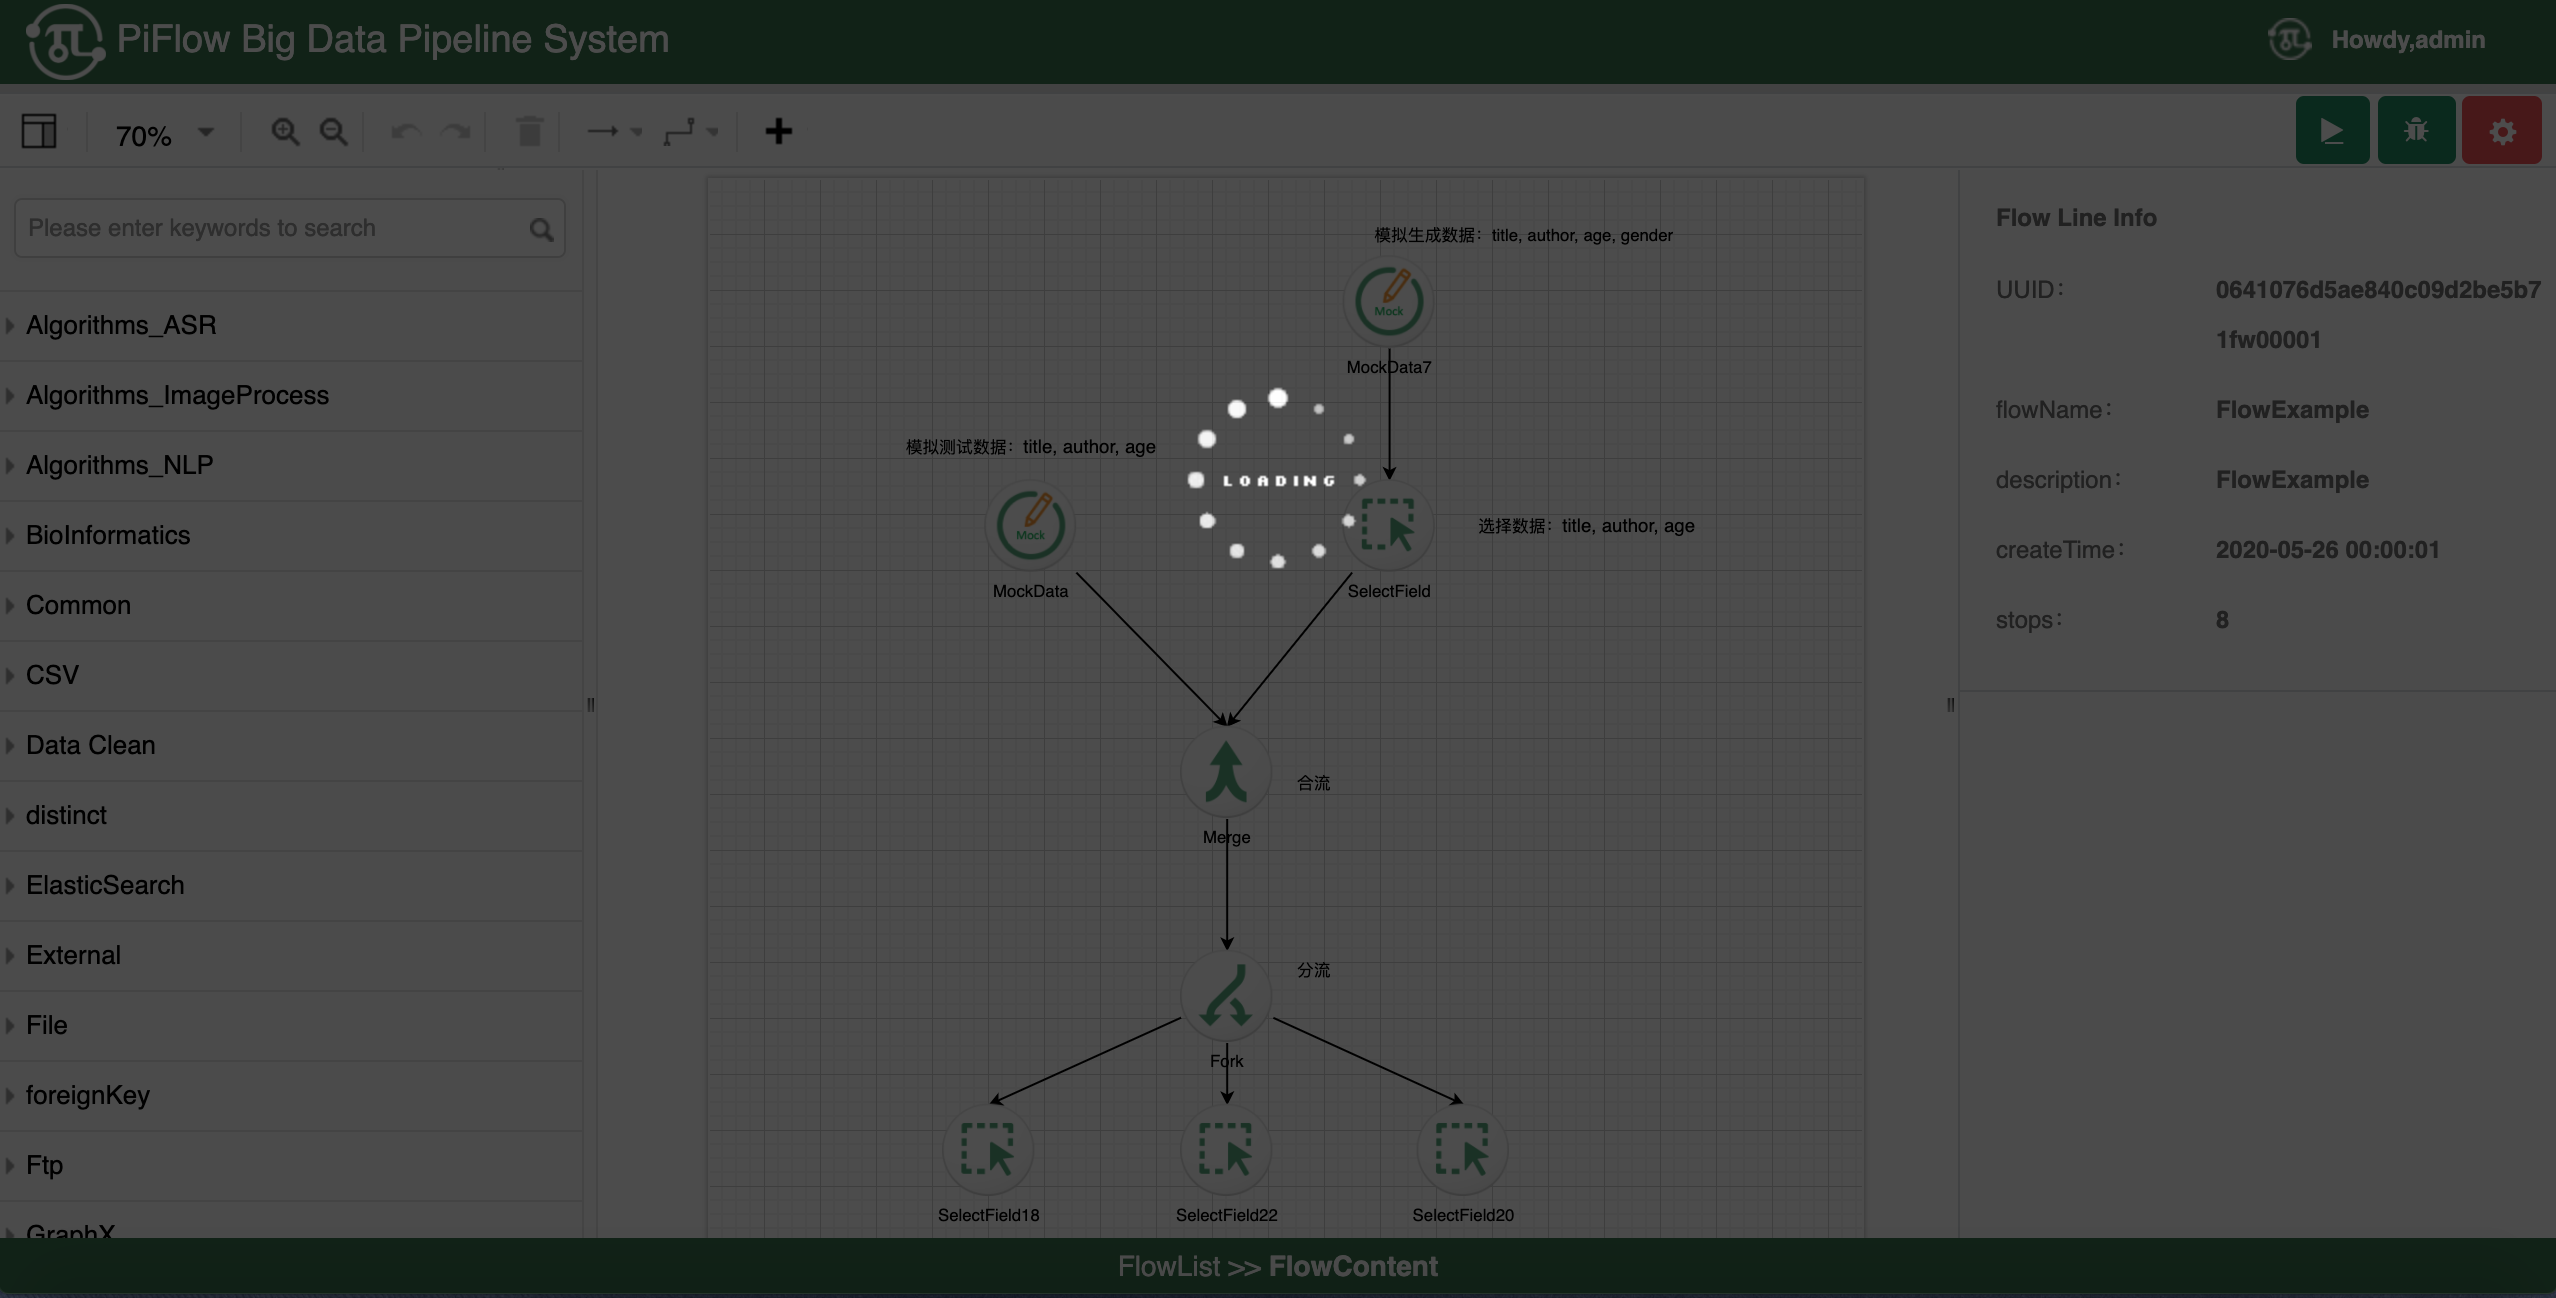 PiFlow Big Data Pipeline System
Howdy,admin
70%
Please enter keywords to search
Algorithms_ASR
Algorithms_ImageProcess
Algorithms_NLP
BioInformatics
Common
CSV
Data Clean
distinct
ElasticSearch
External
File
foreignKey
Ftp
GraphX
模拟生成数据：title, author, age, gender
Mock
MockData7
模拟测试数据：title, author, age
LOADING
Mock
选择数据：title, author, age
MockData
SelectField
合流
Merge
分流
Fork
SelectField18
SelectField22
SelectField20
Flow Line Info
UUID：
0641076d5ae840c09d2be5b7
1fw00001
flowName：
FlowExample
description：
FlowExample
createTime：
2020-05-26 00:00:01
stops：
8
FlowList >> FlowContent